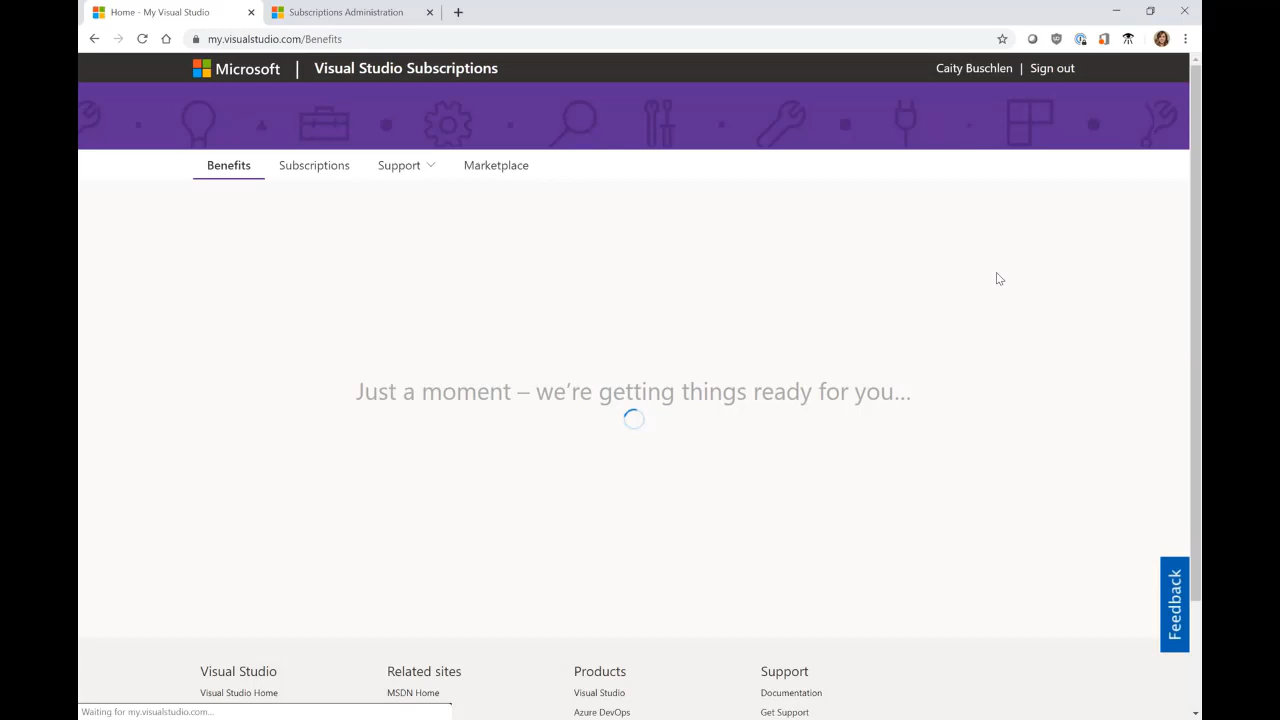 Home - My Visual Studio
Subscriptions Administration
my.visualstudio.com/Benefits
Microsoft | Visual Studio Subscriptions
Caity Buschlen | Sign out
Benefits
Subscriptions
Support
Marketplace
Just a moment – we're getting things ready for you...
Feedback
Visual Studio
Related sites
Products
Support
Visual Studio Home
MSDN Home
Visual Studio
Documentation
Waiting for my.visualstudio.com...
Azure DevOps
Get Support